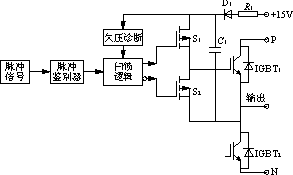 D₁
R₁
+15V
欠压诊断
S₁
C₁
P
脉冲
信号
脉冲
鉴别器
闩锁
逻辑
IGBT₁
S₂
输出
IGBT₂
N